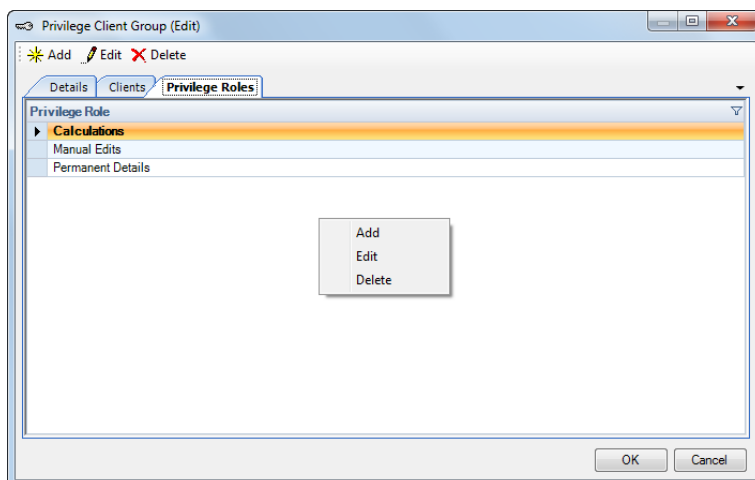 Privilege Client Group (Edit)
Add Edit Delete
Details Clients Privilege Roles
Privilege Role
Calculations
Manual Edits
Permanent Details
Add
Edit
Delete
OK Cancel